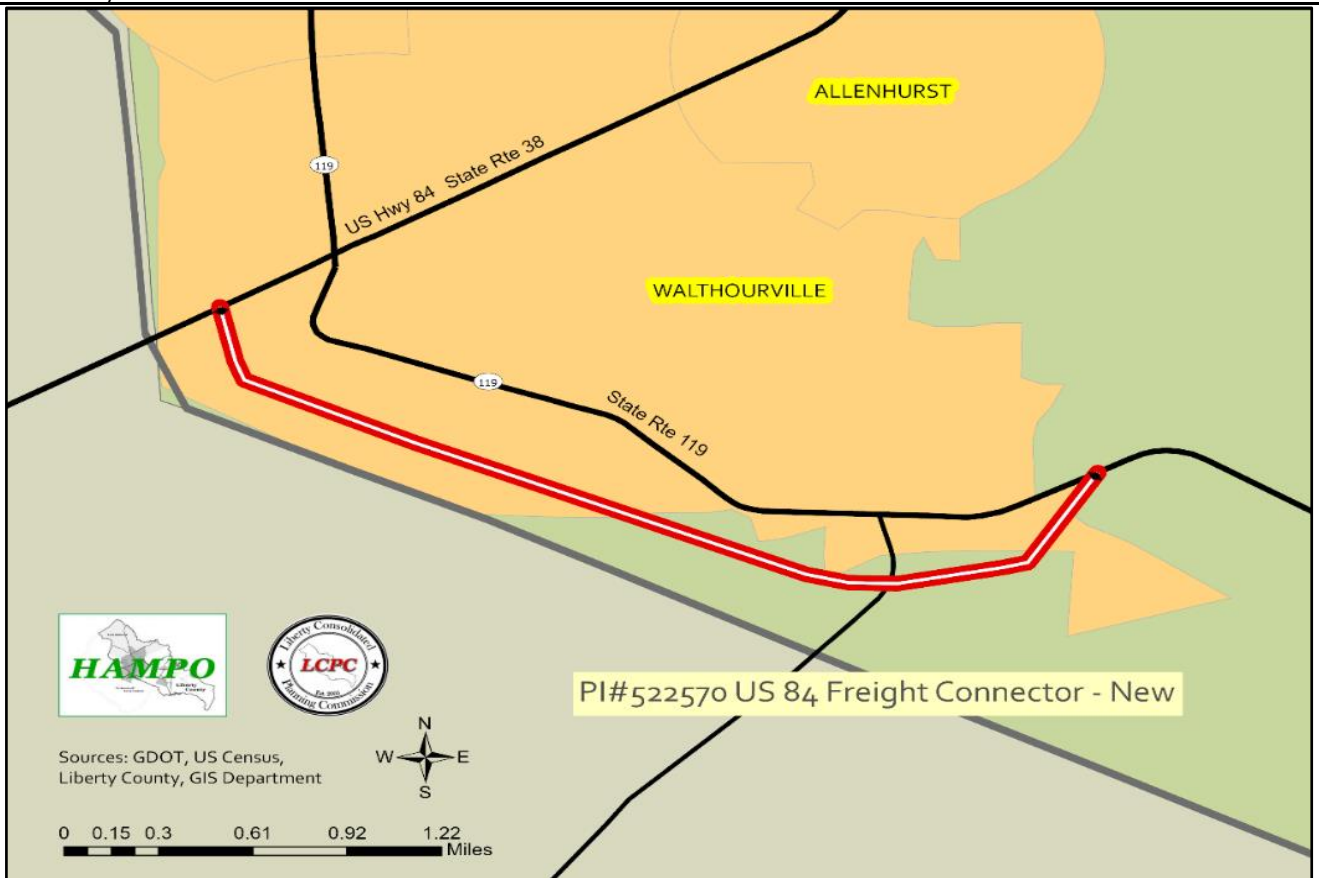 ALLENHURST
119
US Hwy 84 State Rte 38
WALTHOURVILLE
119
State Rte 119
HAMPO
Liberty
County
Liberty Consolidated
LCPC
Planning Commission
PI#522570 US 84 Freight Connector - New
N
W E
S
Sources: GDOT, US Census,
Liberty County, GIS Department
0 0.15 0.3 0.61 0.92 1.22
Miles